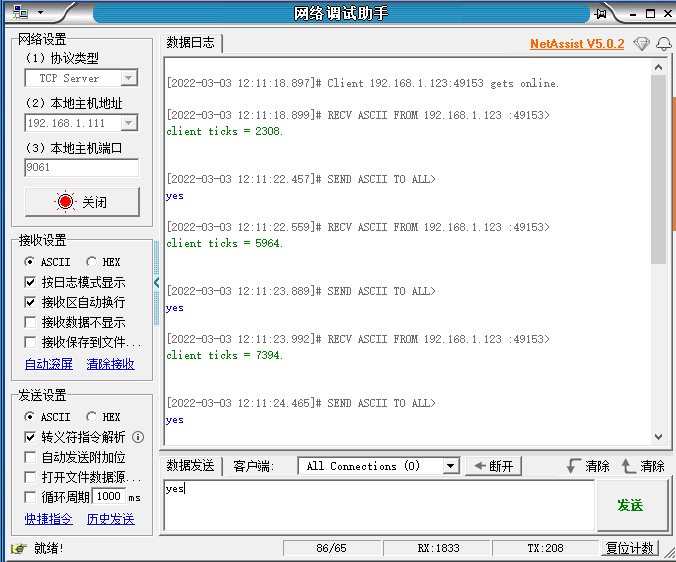 网络调试助手
网络设置
(1) 协议类型
TCP Server
(2) 本地主机地址
192.168.1.111
(3) 本地主机端口
9061
关闭
接收设置
ASCII HEX
按日志模式显示
接收区自动换行
接收数据不显示
接收保存到文件...
自动滚屏 清除接收
发送设置
ASCII HEX
转义符指令解析
自动发送附加位
打开文件数据源...
循环周期 1000 ms
快捷指令 历史发送
数据日志
NetAssist V5.0.2
[2022-03-03 12:11:18.897]# Client 192.168.1.123:49153 gets online.
[2022-03-03 12:11:18.899]# RECV ASCII FROM 192.168.1.123 :49153>
client ticks = 2308.
[2022-03-03 12:11:22.457]# SEND ASCII TO ALL>
yes
[2022-03-03 12:11:22.559]# RECV ASCII FROM 192.168.1.123 :49153>
client ticks = 5964.
[2022-03-03 12:11:23.889]# SEND ASCII TO ALL>
yes
[2022-03-03 12:11:23.992]# RECV ASCII FROM 192.168.1.123 :49153>
client ticks = 7394.
[2022-03-03 12:11:24.465]# SEND ASCII TO ALL>
yes
数据发送 客户端: All Connections (0) 断开 清除 清除
yes
发送
就绪! 86/65 RX:1833 TX:208 复位计数